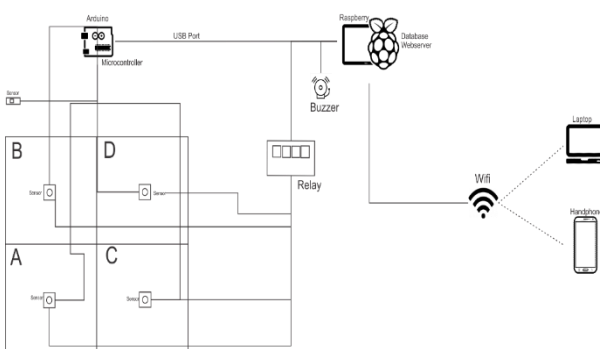 Arduino
Raspberry
USB Port
Database
Webserver
Microcontroller
Sensor
Buzzer
Laptop
B
D
Relay
Wifi
Sensor
Sensor
Handphone
A
C
Sensor
Sensor